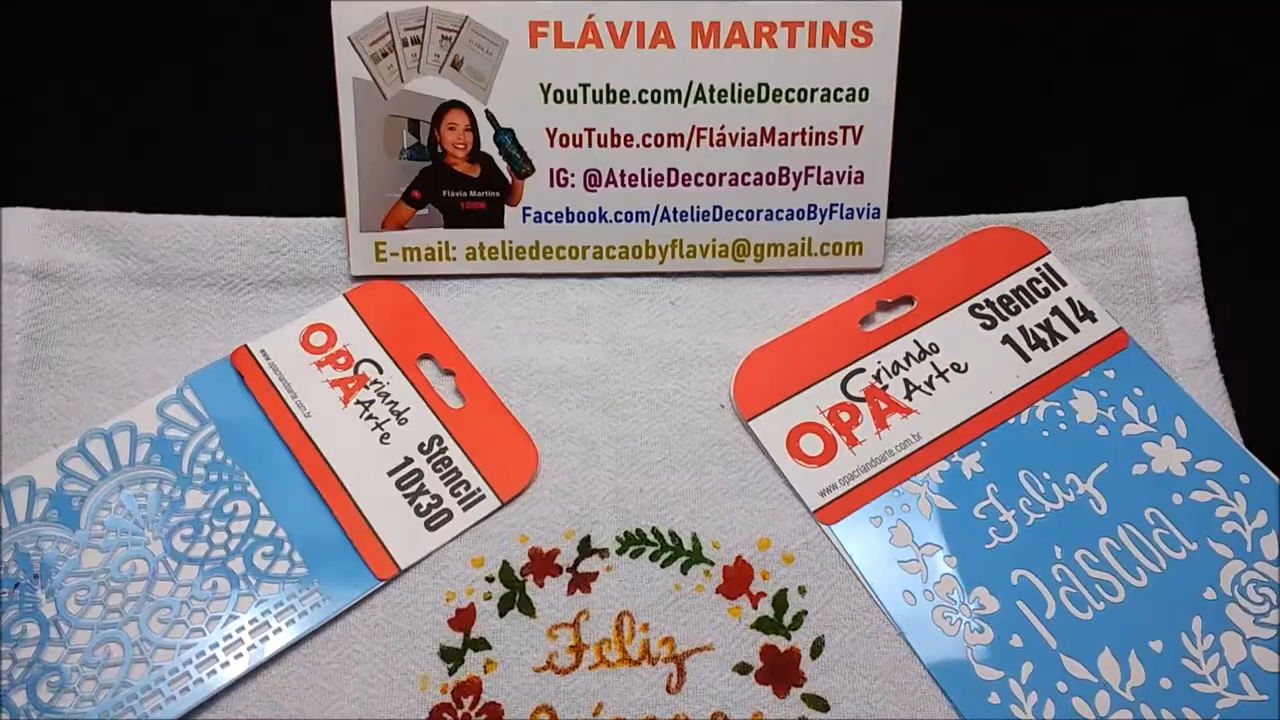 FLÁVIA MARTINS
YouTube.com/AtelieDecoracao
YouTube.com/FláviaMartinsTV
IG: @AtelieDecoracaoByFlavia
Facebook.com/AtelieDecoracaoByFlavia
E-mail: ateliedecoracaobyflavia@gmail.com
Flávia Martins
OPA
Criando
Arte
www.opacriandoarte.com.br
Stencil
10x30
OPA
Criando
Arte
www.opacriandoarte.com.br
Stencil
14x14
Feliz
Páscoa
Feliz